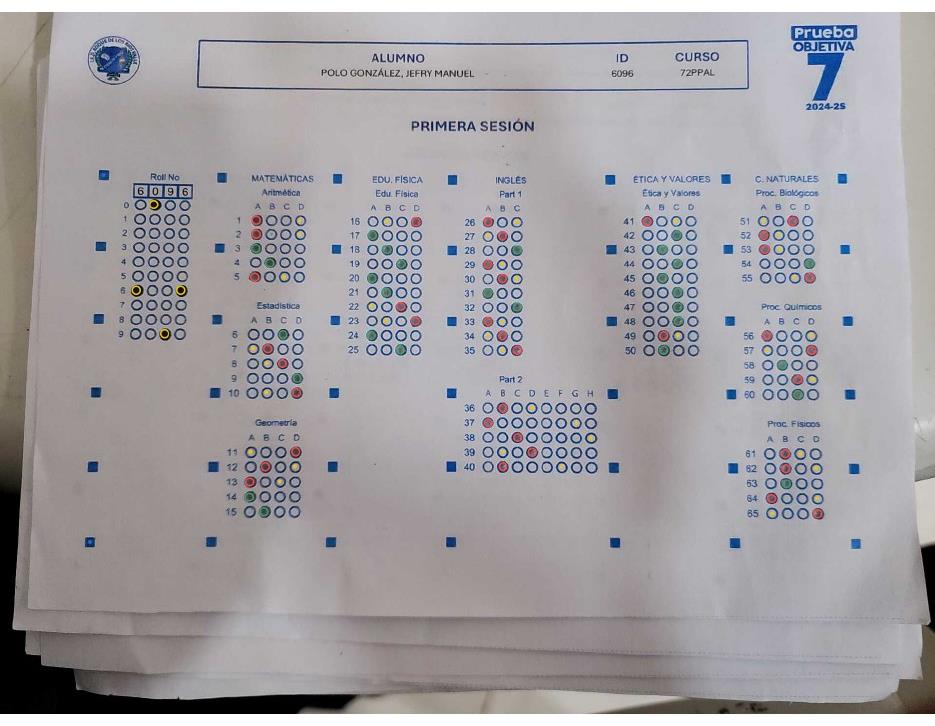 Prueba
OBJETIVA
7
2024-2S
ALUMNO ID CURSO
POLO GONZÁLEZ, JEFRY MANUEL 6096 72PPAL
PRIMERA SESIÓN
Roll No
6 0 9 6
0
1
2
3
4
5
6
7
8
9
MATEMÁTICAS
Aritmética
A B C D
1
2
3
4
5
Estadística
A B C D
6
7
8
9
10
Geometría
A B C D
11
12
13
14
15
EDU. FÍSICA
Edu. Física
A B C D
16
17
18
19
20
21
22
23
24
25
INGLÉS
Part 1
A B C
26
27
28
29
30
31
32
33
34
35
Part 2
A B C D E F G H
36
37
38
39
40
ÉTICA Y VALORES
Ética y Valores
A B C D
41
42
43
44
45
46
47
48
49
50
C. NATURALES
Proc. Biológicos
A B C D
51
52
53
54
55
Proc. Químicos
A B C D
56
57
58
59
60
Proc. Físicos
A B C D
61
62
63
64
65